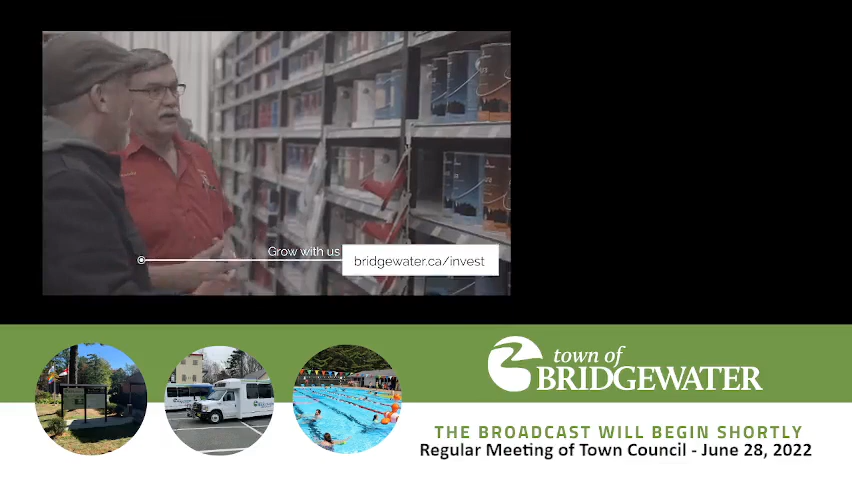 Grow with us
bridgewater.ca/invest
town of
BRIDGEWATER
THE BROADCAST WILL BEGIN SHORTLY
Regular Meeting of Town Council - June 28, 2022